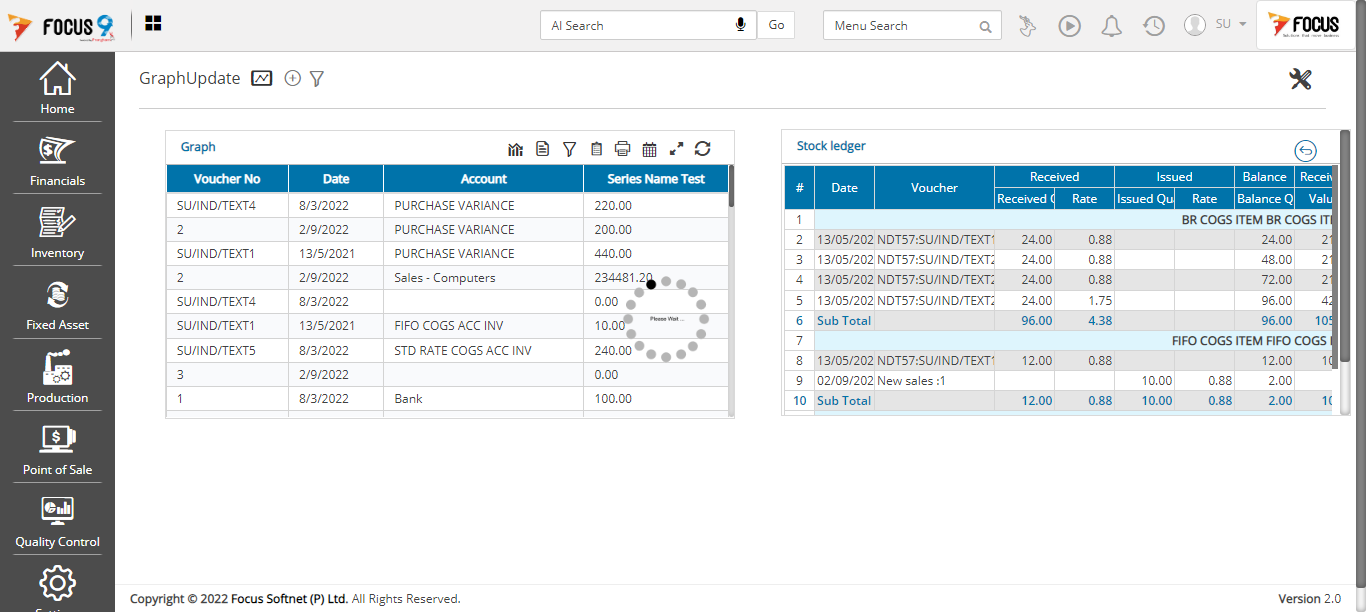 FOCUS 9
AI Search
Go
Menu Search
SU
FOCUS
Home
Financials
Inventory
Fixed Asset
Production
Point of Sale
Quality Control
GraphUpdate
Graph
Voucher No Date Account Series Name Test
SU/IND/TEXT4 8/3/2022 PURCHASE VARIANCE 220.00
2 2/9/2022 PURCHASE VARIANCE 200.00
SU/IND/TEXT1 13/5/2021 PURCHASE VARIANCE 440.00
2 2/9/2022 Sales - Computers 234481.20
SU/IND/TEXT4 8/3/2022 0.00
SU/IND/TEXT1 13/5/2021 FIFO COGS ACC INV 10.00
SU/IND/TEXT5 8/3/2022 STD RATE COGS ACC INV 240.00
3 2/9/2022 0.00
1 8/3/2022 Bank 100.00
Please Wait ...
Stock ledger
# Date Voucher Received Issued Balance Receiv
Received Q Rate Issued Qua Rate Balance Q Valu
1 BR COGS ITEM BR COGS ITE
2 13/05/202 NDT57:SU/IND/TEXT1 24.00 0.88 24.00 21
3 13/05/202 NDT57:SU/IND/TEXT2 24.00 0.88 48.00 21
4 13/05/202 NDT57:SU/IND/TEXT2 24.00 0.88 72.00 21
5 13/05/202 NDT57:SU/IND/TEXT2 24.00 1.75 96.00 42
6 Sub Total 96.00 4.38 96.00 105
7 FIFO COGS ITEM FIFO COGS I
8 13/05/202 NDT57:SU/IND/TEXT1 12.00 0.88 12.00 10
9 02/09/202 New sales :1 10.00 0.88 2.00
10 Sub Total 12.00 0.88 10.00 0.88 2.00 10
Copyright © 2022 Focus Softnet (P) Ltd. All Rights Reserved.
Version 2.0